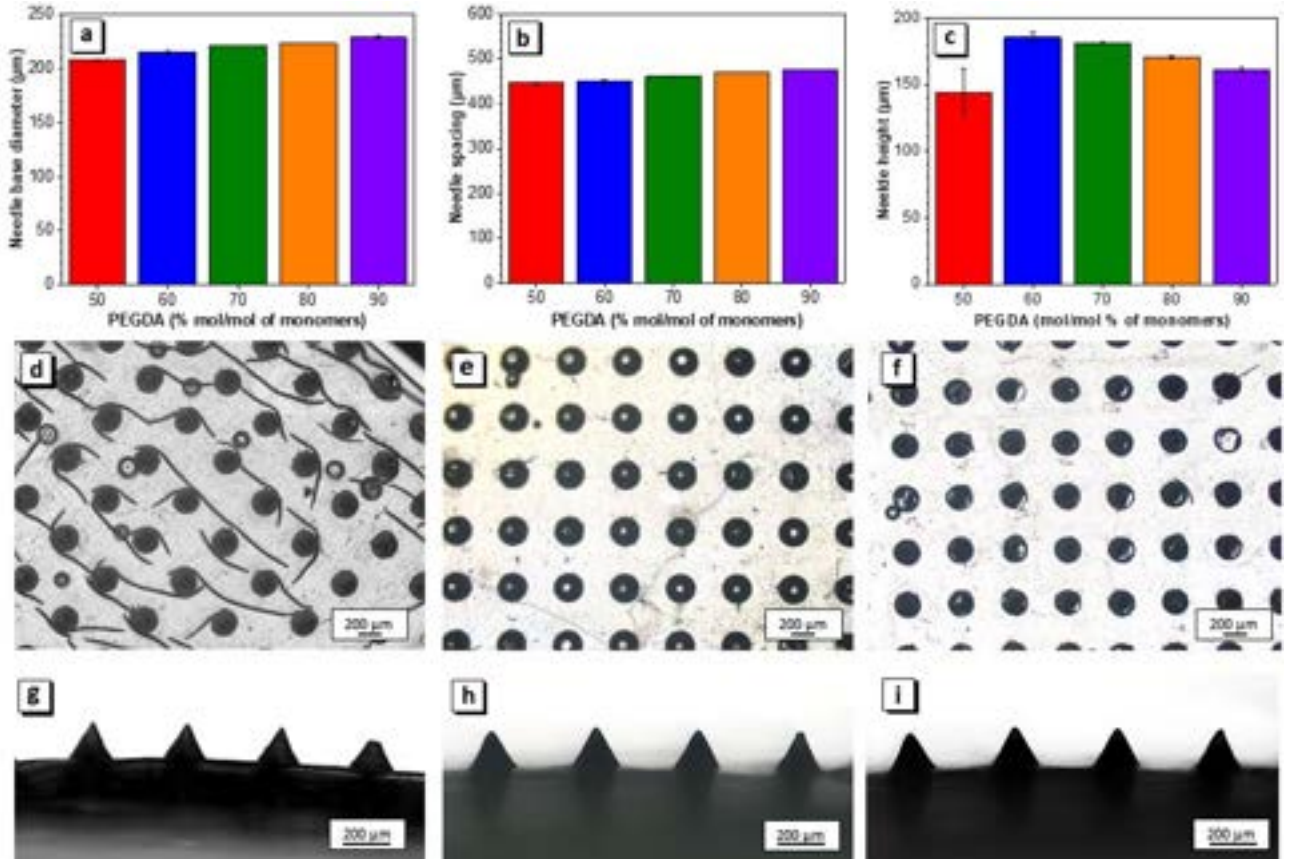 a
250
200
150
100
50
0
Needle base diameter (µm)
50 60 70 80 90
PEGDA (% mol/mol of monomers)
b
600
500
400
300
200
100
0
Needle spacing (µm)
50 60 70 80 90
PEGDA (% mol/mol of monomers)
c
200
150
100
50
0
Neelde height (µm)
50 60 70 80 90
PEGDA (mol/mol % of monomers)
d
200 µm
e
200 µm
f
200 µm
g
200 µm
h
200 µm
i
200 µm